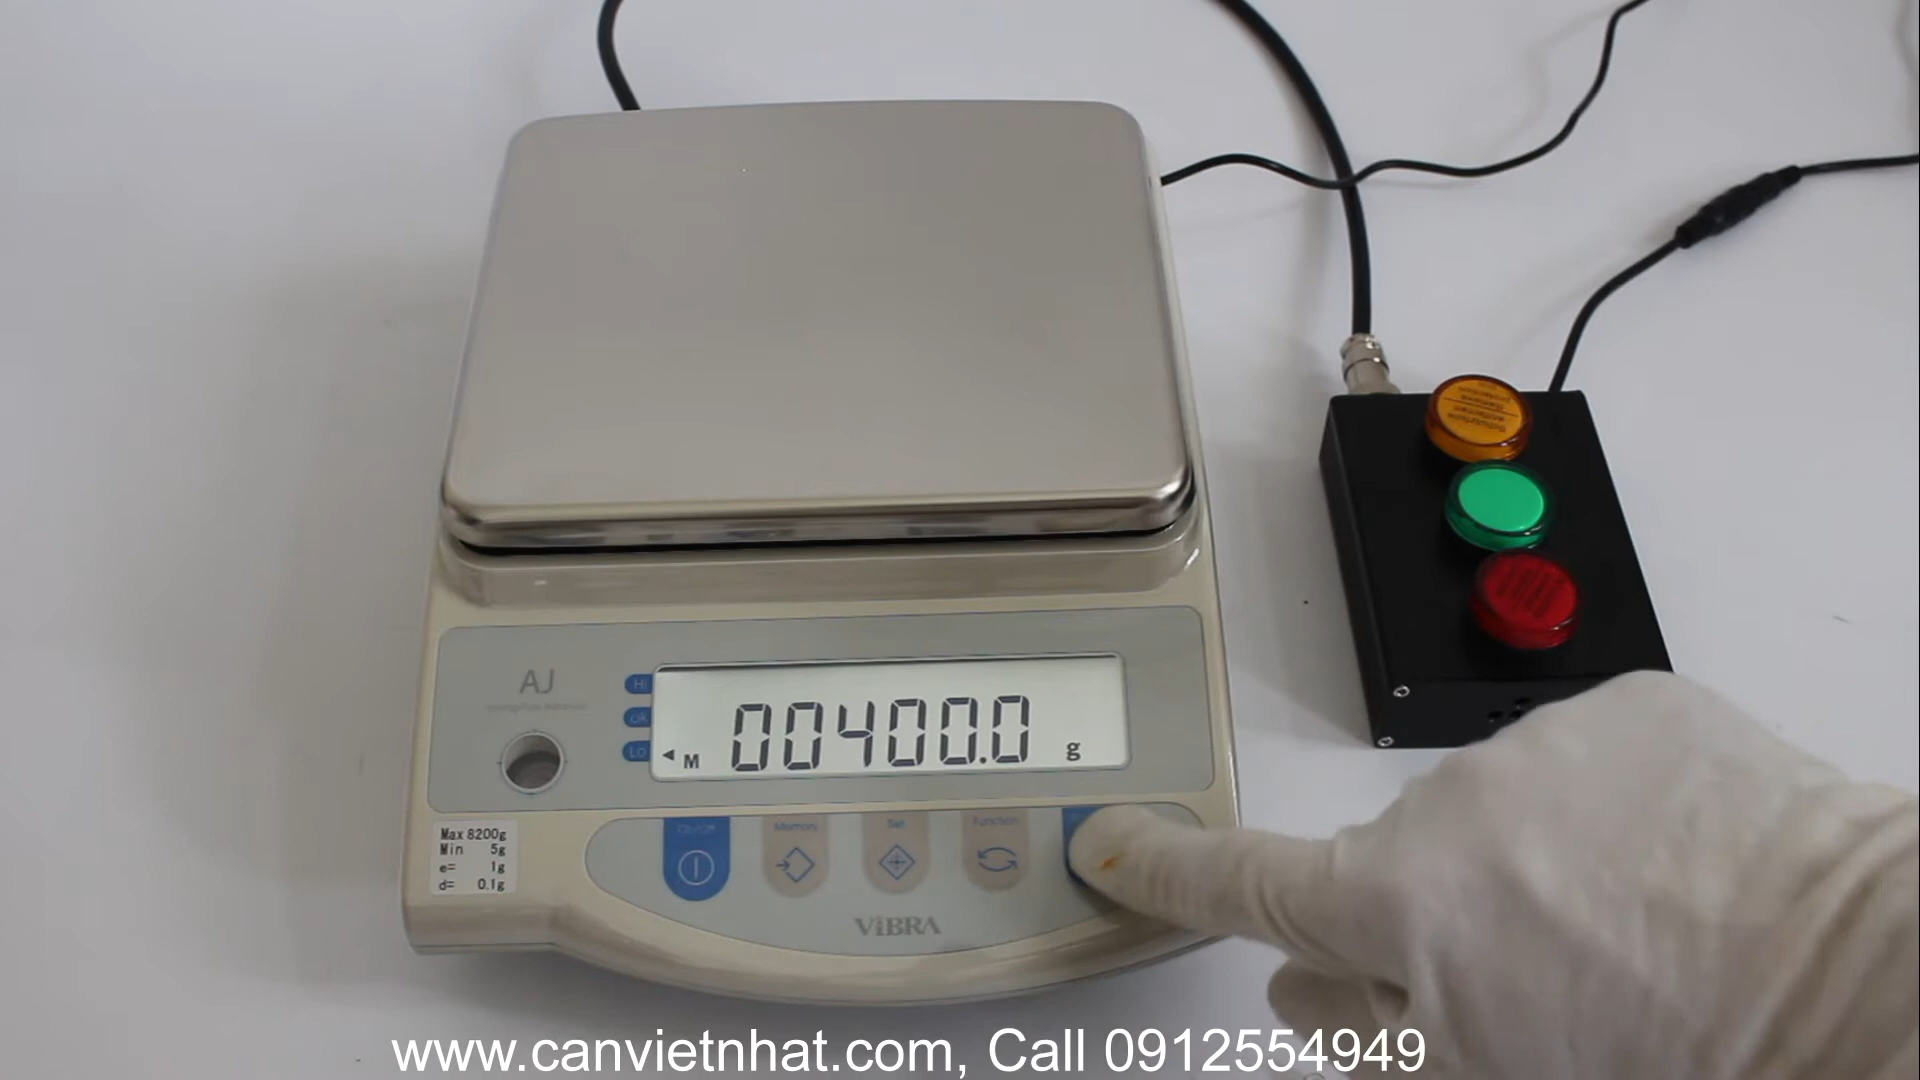 AJ
Hi
ok
Lo
M 00400.0 g
Max 8200g
Min 5g
e= 1g
d= 0.1g
On/Off
Memory
Set
Function
ViBRA
www.canvietnhat.com, Call 0912554949